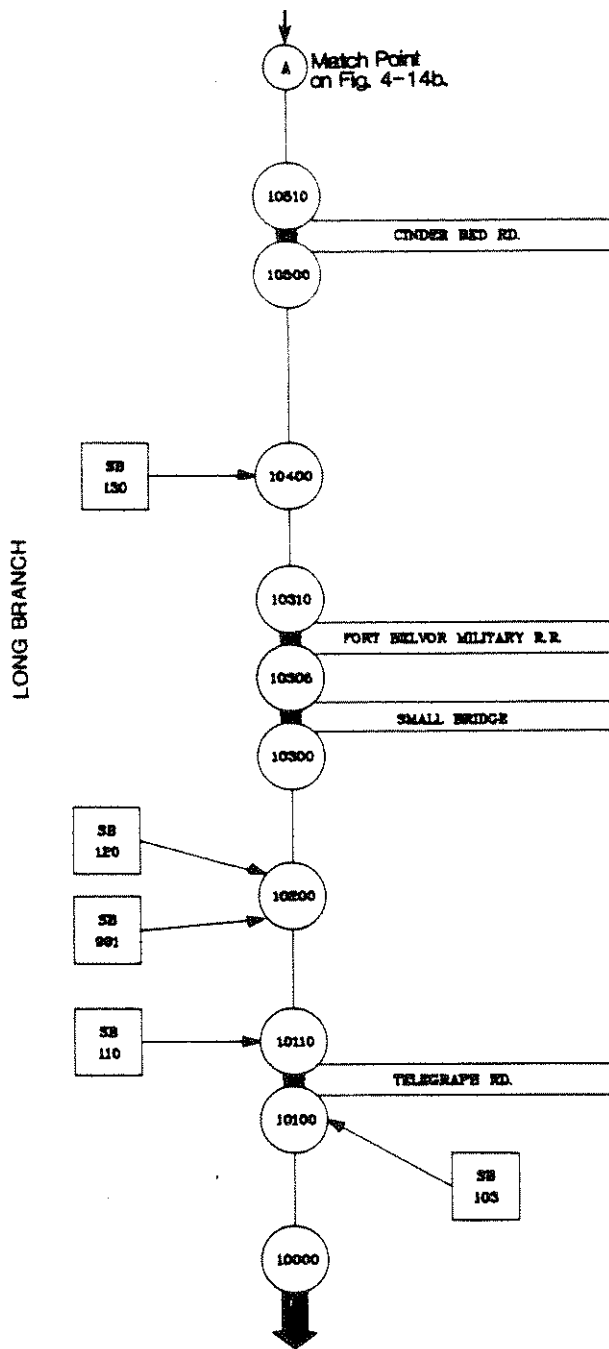 A
Match Point
on Fig. 4-14b.
10510
CINDER BED RD.
10500
SB
130
10400
LONG BRANCH
10310
FORT BELVOR MILITARY R.R.
10305
SMALL BRIDGE
10300
SB
120
10200
SB
991
SB
110
10110
TELEGRAPH RD.
10100
SB
103
10000